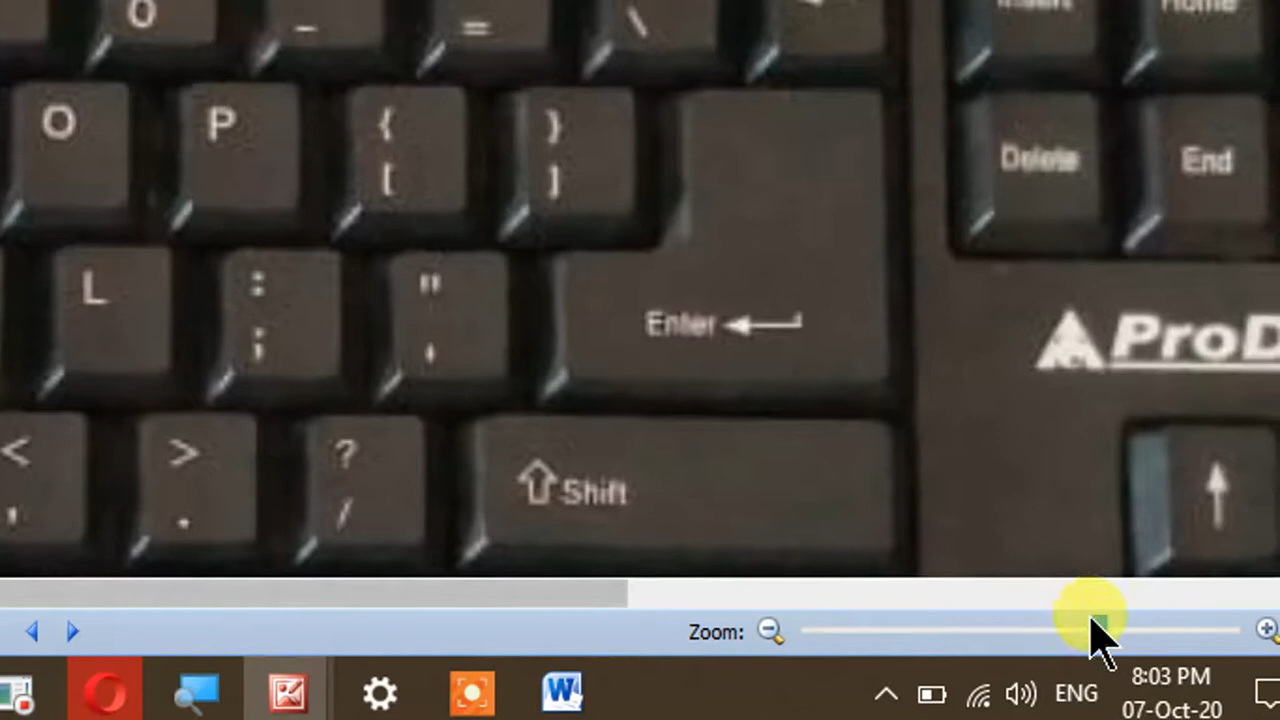 0 _ = \ Insert Home
O P { [ } ] Delete End
L : ; " ' Enter
ProD
< , > . ? / Shift
Zoom:
W
8:03 PM
ENG
07-Oct-20